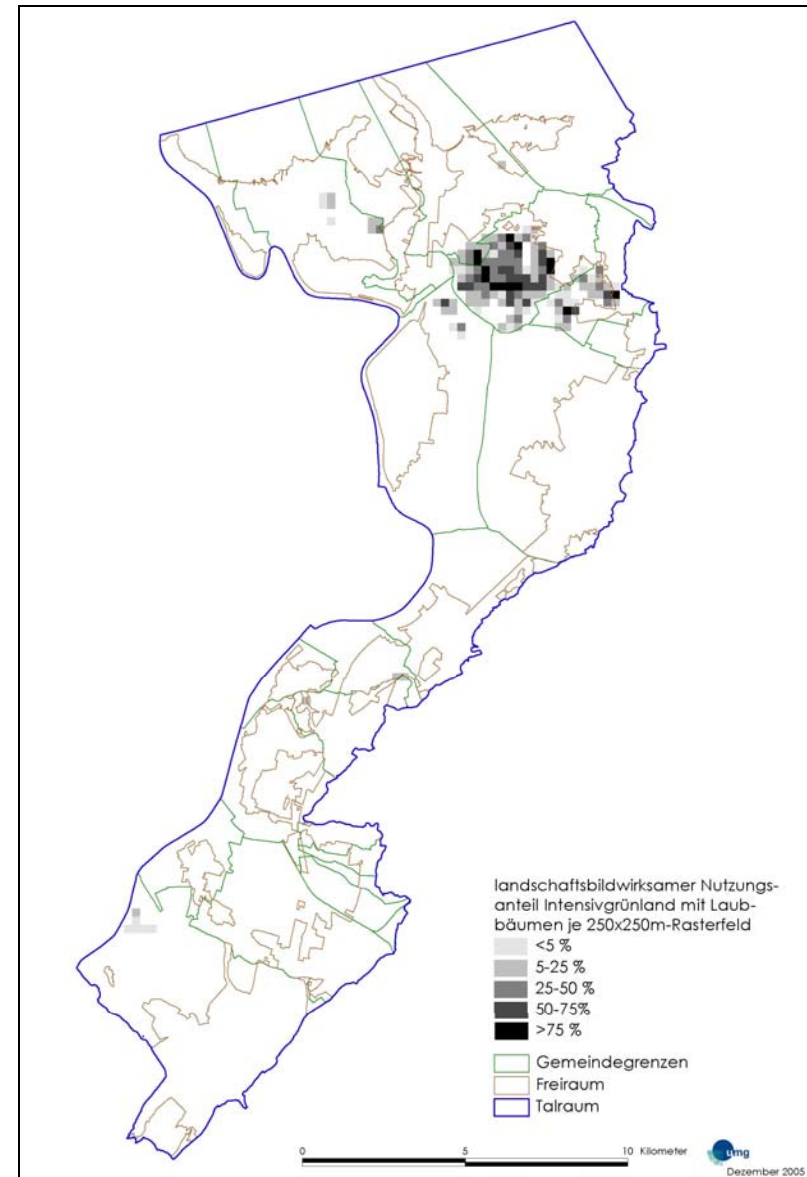 landschaftsbildwirksamer Nutzungs-
anteil Intensivgrünland mit Laub-
bäumen je 250x250m-Rasterfeld
<5 %
5-25 %
25-50 %
50-75%
>75 %
Gemeindegrenzen
Freiraum
Talraum
0 5 10 Kilometer
umg
Dezember 2005